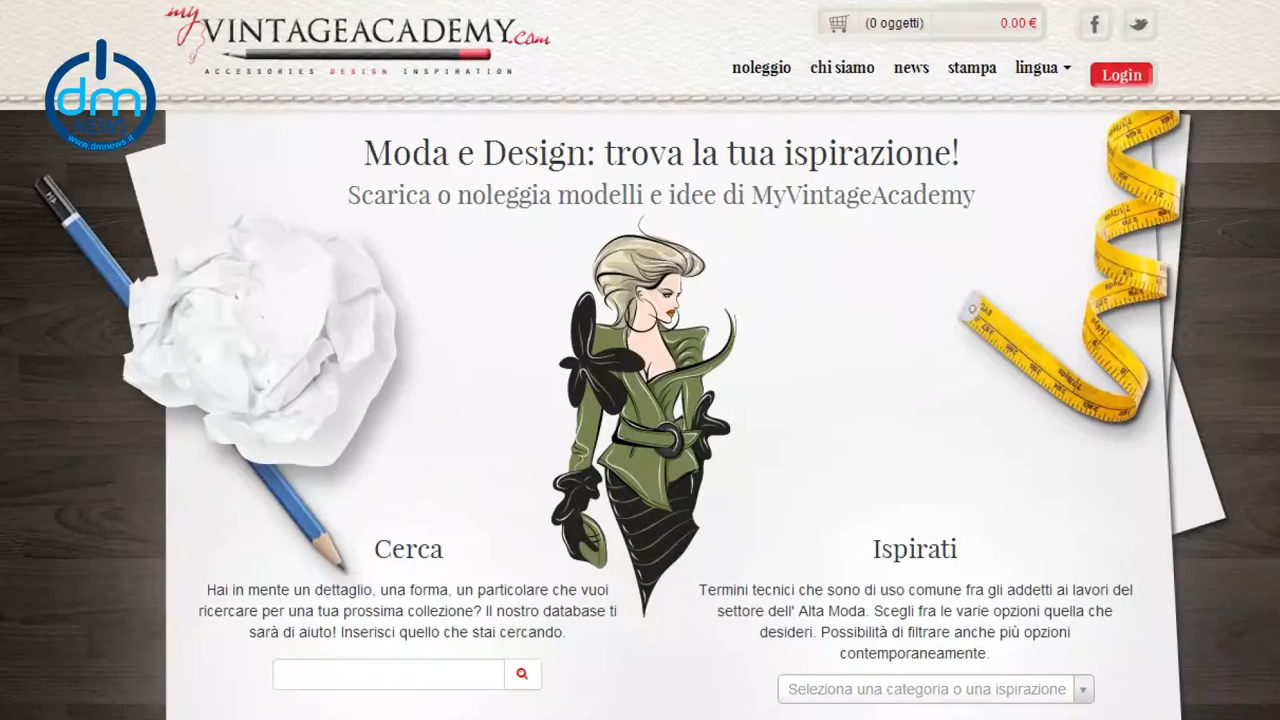 myVINTAGEACADEMY.com
ACCESSORIES DESIGN INSPIRATION
(0 oggetti) 0.00 €
noleggio chi siamo news stampa lingua
Login
dm
NEWS
www.dmnews.it
Moda e Design: trova la tua ispirazione!
Scarica o noleggia modelli e idee di MyVintageAcademy
Cerca
Hai in mente un dettaglio, una forma, un particolare che vuoi
ricercare per una tua prossima collezione? Il nostro database ti
sarà di aiuto! Inserisci quello che stai cercando.
Ispirati
Termini tecnici che sono di uso comune fra gli addetti ai lavori del
settore dell' Alta Moda. Scegli fra le varie opzioni quella che
desideri. Possibilità di filtrare anche più opzioni
contemporaneamente.
Seleziona una categoria o una ispirazione